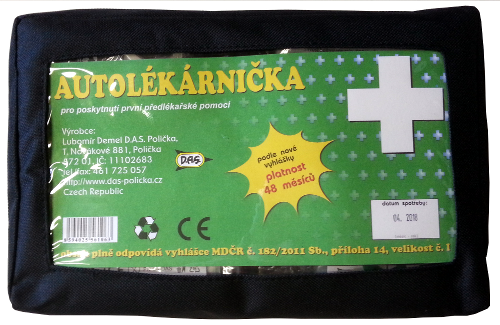 AUTOLÉKÁRNIČKA
pro poskytnutí první předlékařské pomoci
Výrobce:
Lubomír Demel D.A.S. Polička,
T. Novákové 881, Polička
572 01, IČ: 11102683
Tel/fax: 461 725 057
http://www.das-policka.cz
Czech Republic
D.A.S.
podle nové
vyhlášky
platnost
48 měsíců
datum spotřeby:
04. 2018
CE
plně odpovídá vyhlášce MDČR č. 182/2011 Sb., příloha 14, velikost č. I